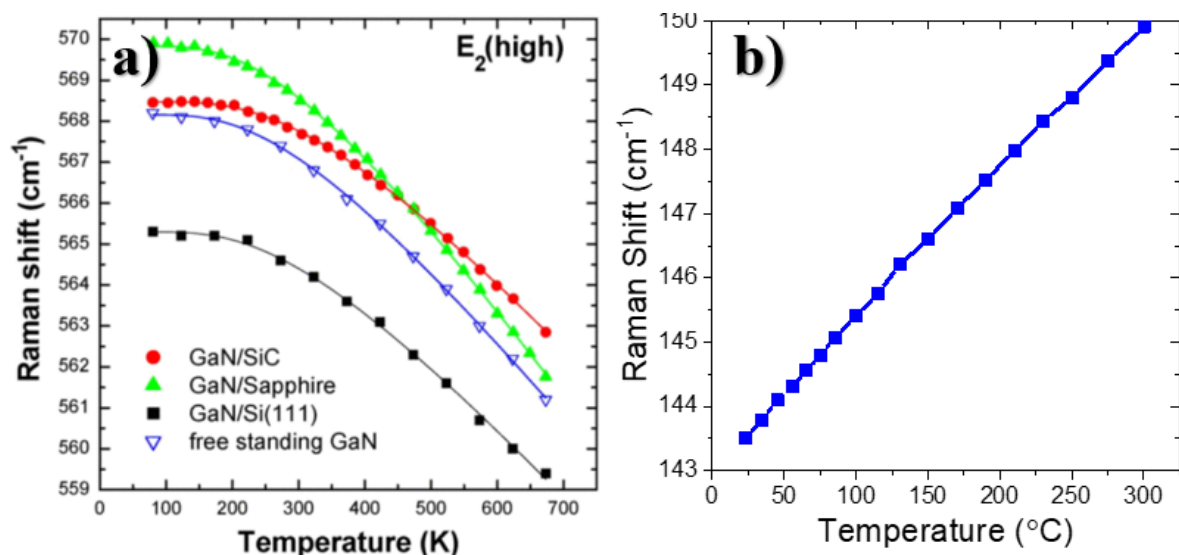 a)
E₂(high)
570
569
568
567
566
565
564
563
562
561
560
559
Raman shift (cm⁻¹)
GaN/SiC
GaN/Sapphire
GaN/Si(111)
free standing GaN
0 100 200 300 400 500 600 700
Temperature (K)
b)
150
149
148
147
146
145
144
143
Raman Shift (cm⁻¹)
0 50 100 150 200 250 300
Temperature (°C)